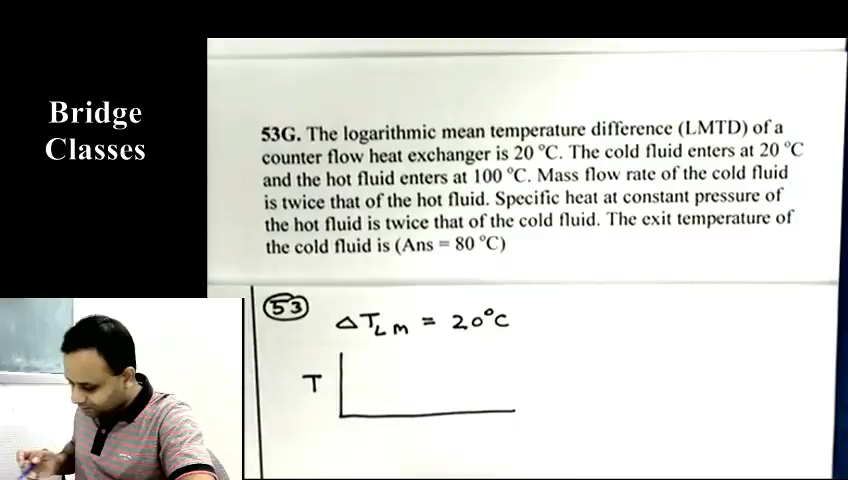 Bridge
Classes
53G. The logarithmic mean temperature difference (LMTD) of a
counter flow heat exchanger is 20 °C. The cold fluid enters at 20 °C
and the hot fluid enters at 100 °C. Mass flow rate of the cold fluid
is twice that of the hot fluid. Specific heat at constant pressure of
the hot fluid is twice that of the cold fluid. The exit temperature of
the cold fluid is (Ans = 80 °C)
53
ΔT_LM = 20°C
T